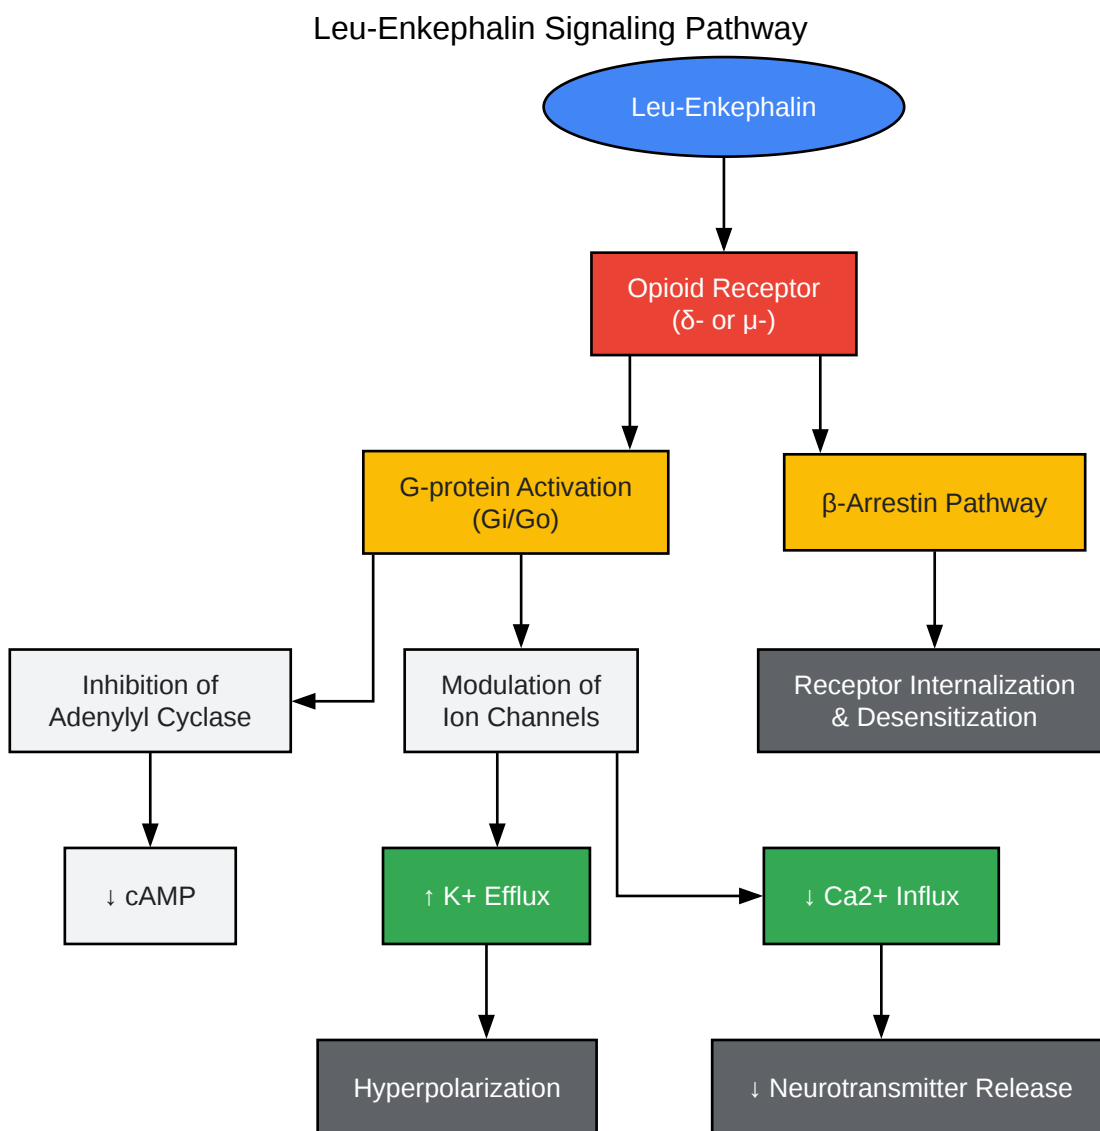 Leu-Enkephalin Signaling Pathway
Leu-Enkephalin
Opioid Receptor
(δ- or μ-)
G-protein Activation
(Gi/Go)
β-Arrestin Pathway
Inhibition of
Adenylyl Cyclase
Modulation of
Ion Channels
Receptor Internalization
& Desensitization
↓ cAMP
↑ K+ Efflux
↓ Ca2+ Influx
Hyperpolarization
↓ Neurotransmitter Release